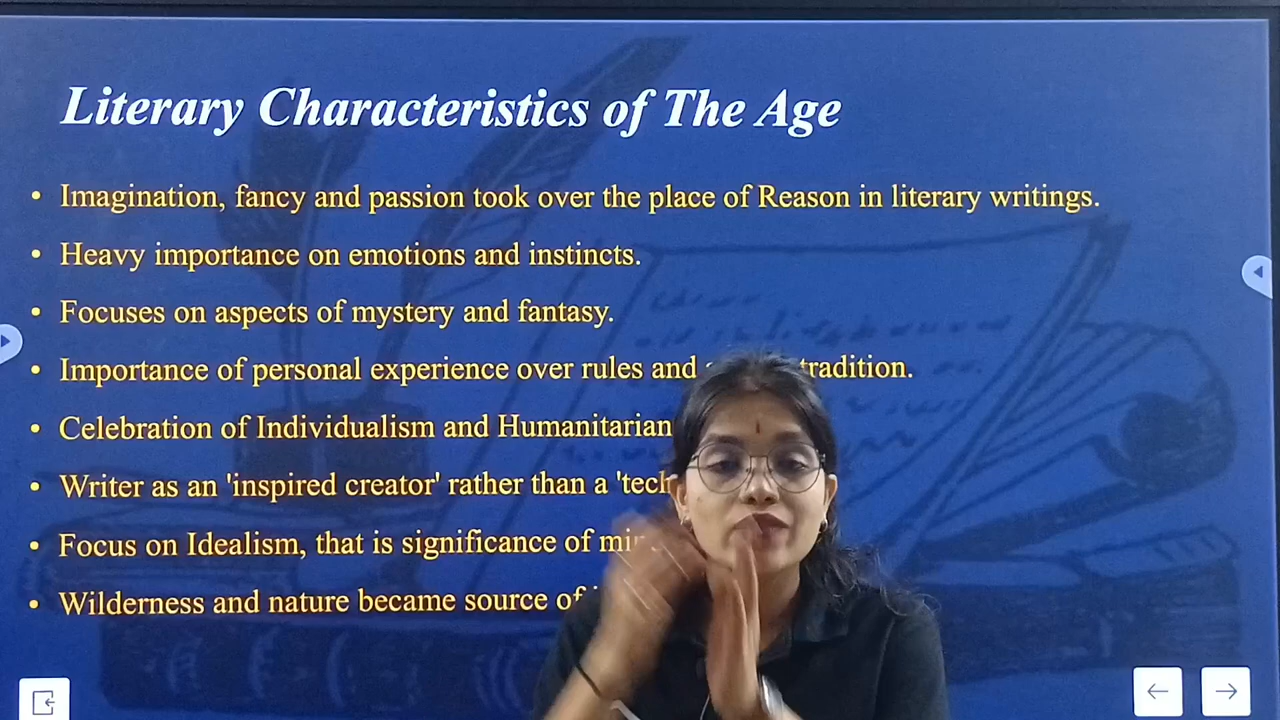 Literary Characteristics of The Age
• Imagination, fancy and passion took over the place of Reason in literary writings.
• Heavy importance on emotions and instincts.
• Focuses on aspects of mystery and fantasy.
• Importance of personal experience over rules and tradition.
• Celebration of Individualism and Humanitarian
• Writer as an 'inspired creator' rather than a 'tech
• Focus on Idealism, that is significance of
• Wilderness and nature became source of